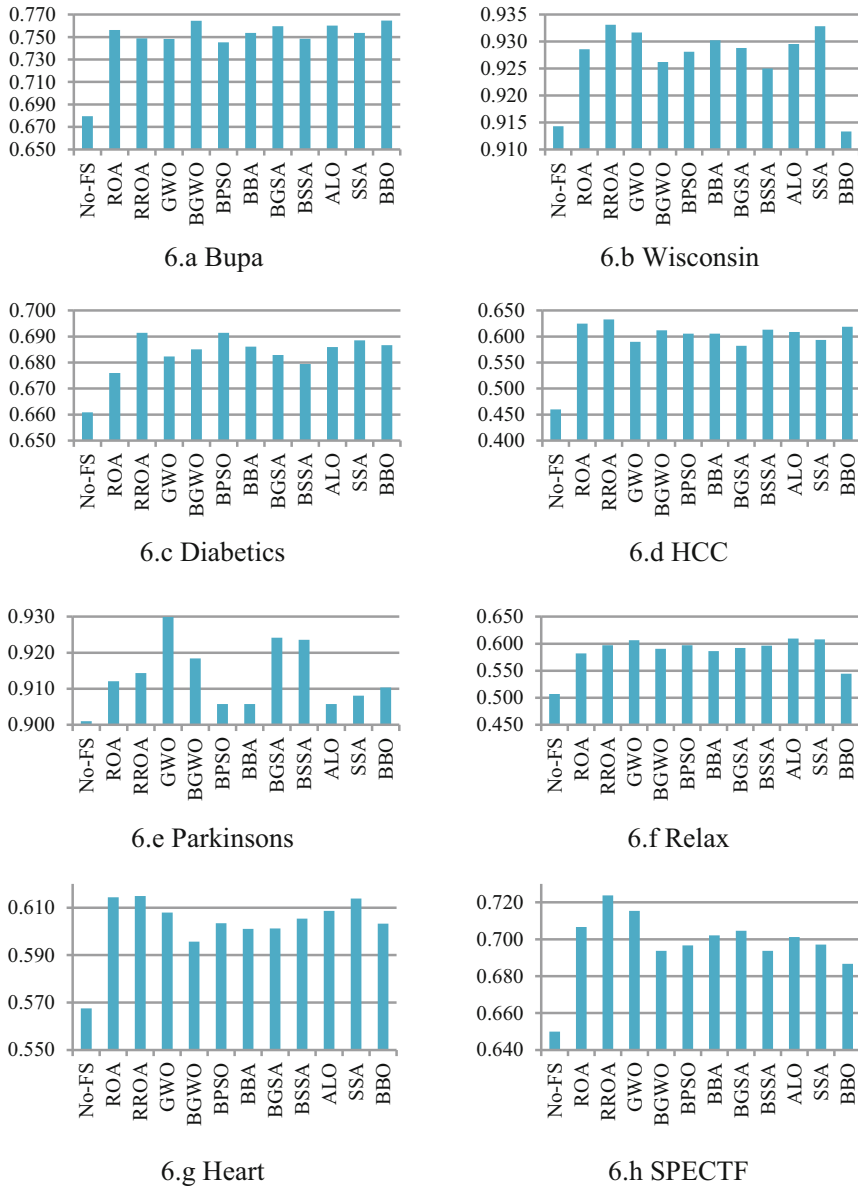 0.770
0.750
0.730
0.710
0.690
0.670
0.650
No-FS
ROA
RROA
GWO
BGWO
BPSO
BBA
BGSA
BSSA
ALO
SSA
BBO
6.a Bupa
0.935
0.930
0.925
0.920
0.915
0.910
No-FS
ROA
RROA
GWO
BGWO
BPSO
BBA
BGSA
BSSA
ALO
SSA
BBO
6.b Wisconsin
0.700
0.690
0.680
0.670
0.660
0.650
No-FS
ROA
RROA
GWO
BGWO
BPSO
BBA
BGSA
BSSA
ALO
SSA
BBO
6.c Diabetics
0.650
0.600
0.550
0.500
0.450
0.400
No-FS
ROA
RROA
GWO
BGWO
BPSO
BBA
BGSA
BSSA
ALO
SSA
BBO
6.d HCC
0.930
0.920
0.910
0.900
No-FS
ROA
RROA
GWO
BGWO
BPSO
BBA
BGSA
BSSA
ALO
SSA
BBO
6.e Parkinsons
0.650
0.600
0.550
0.500
0.450
No-FS
ROA
RROA
GWO
BGWO
BPSO
BBA
BGSA
BSSA
ALO
SSA
BBO
6.f Relax
0.610
0.590
0.570
0.550
No-FS
ROA
RROA
GWO
BGWO
BPSO
BBA
BGSA
BSSA
ALO
SSA
BBO
6.g Heart
0.720
0.700
0.680
0.660
0.640
No-FS
ROA
RROA
GWO
BGWO
BPSO
BBA
BGSA
BSSA
ALO
SSA
BBO
6.h SPECTF